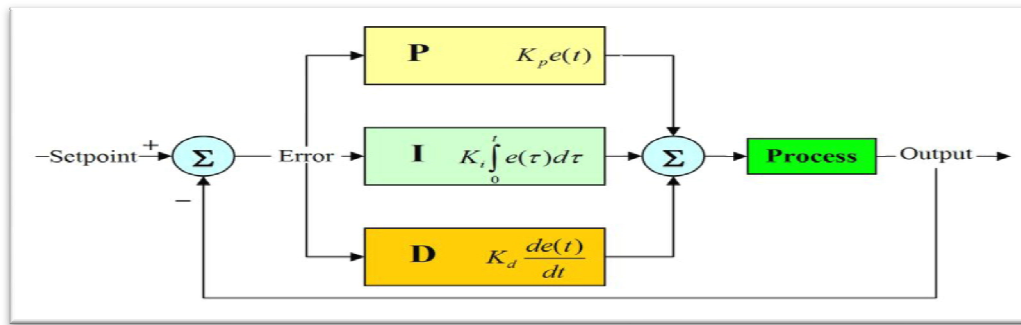 P K_p e(t)
Setpoint + Σ Error I K_i ∫_0^t e(τ)dτ Σ Process Output
−
D K_d de(t)/dt